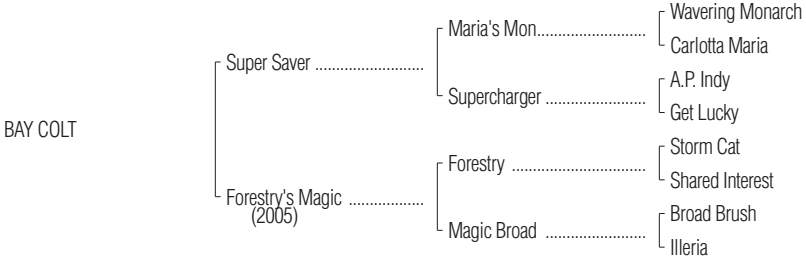 Wavering Monarch
Maria's Mon..........................
Carlotta Maria
Super Saver ..........................
A.P. Indy
Supercharger ........................
Get Lucky
BAY COLT
Storm Cat
Forestry ................................
Shared Interest
Forestry's Magic ..................
(2005)
Broad Brush
Magic Broad ........................
Illeria